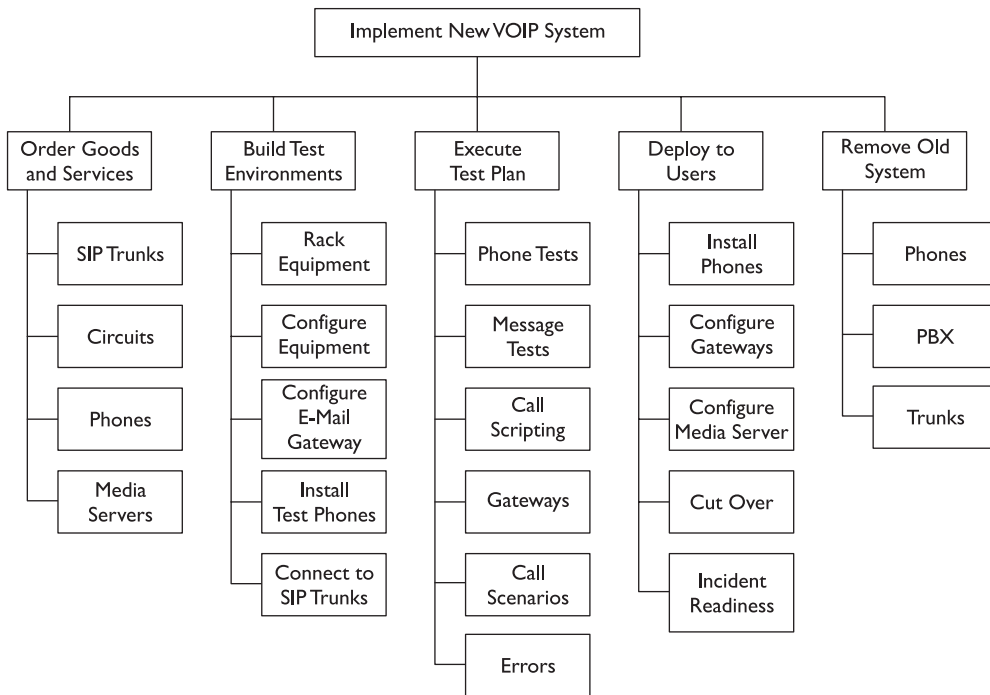 Implement New VOIP System
Order Goods
and Services
SIP Trunks
Circuits
Phones
Media
Servers
Build Test
Environments
Rack
Equipment
Configure
Equipment
Configure
E-Mail
Gateway
Install
Test Phones
Connect to
SIP Trunks
Execute
Test Plan
Phone Tests
Message
Tests
Call
Scripting
Gateways
Call
Scenarios
Errors
Deploy to
Users
Install
Phones
Configure
Gateways
Configure
Media Server
Cut Over
Incident
Readiness
Remove Old
System
Phones
PBX
Trunks